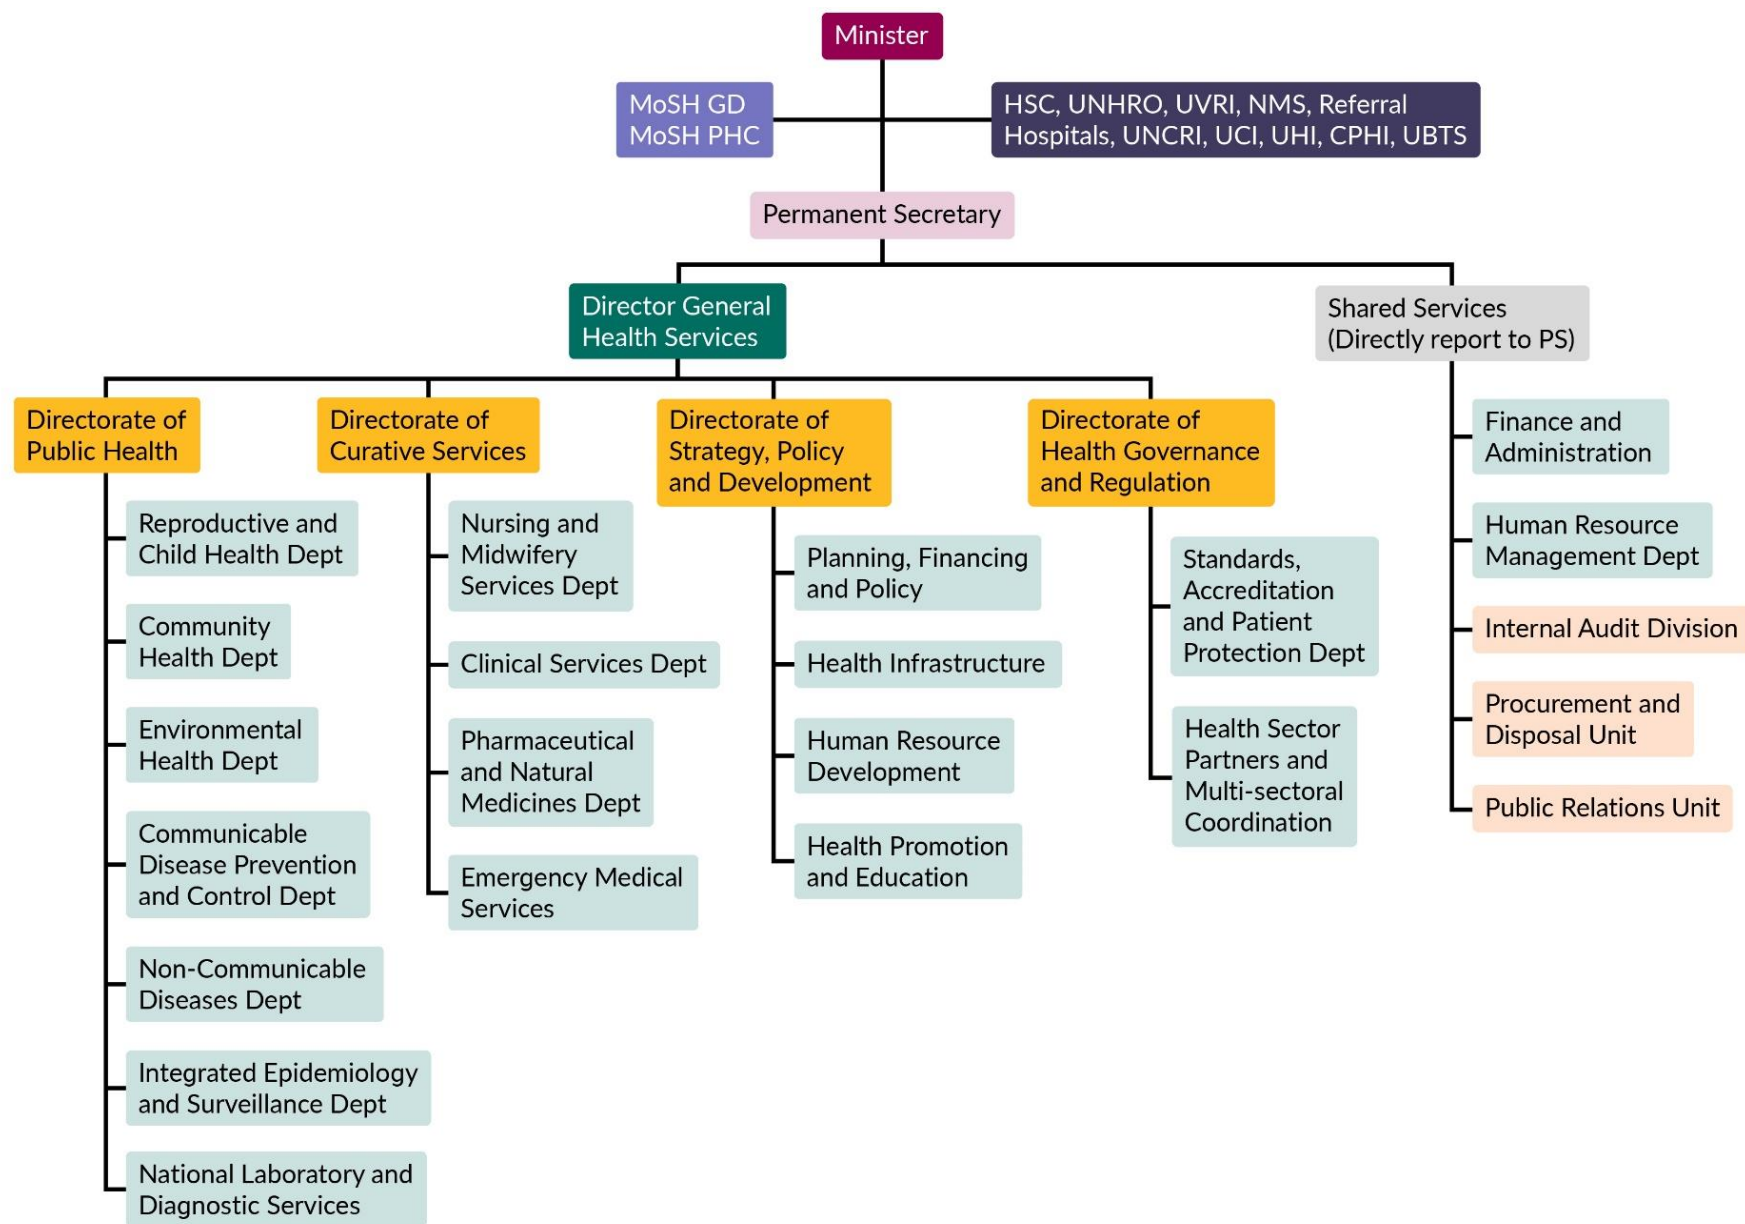 Minister
MoSH GD
MoSH PHC
HSC, UNHRO, UVRI, NMS, Referral
Hospitals, UNCRI, UCI, UHI, CPHI, UBTS
Permanent Secretary
Director General
Health Services
Shared Services
(Directly report to PS)
Directorate of
Public Health
Reproductive and
Child Health Dept
Community
Health Dept
Environmental
Health Dept
Communicable
Disease Prevention
and Control Dept
Non-Communicable
Diseases Dept
Integrated Epidemiology
and Surveillance Dept
National Laboratory and
Diagnostic Services
Directorate of
Curative Services
Nursing and
Midwifery
Services Dept
Clinical Services Dept
Pharmaceutical
and Natural
Medicines Dept
Emergency Medical
Services
Directorate of
Strategy, Policy
and Development
Planning, Financing
and Policy
Health Infrastructure
Human Resource
Development
Health Promotion
and Education
Directorate of
Health Governance
and Regulation
Standards,
Accreditation
and Patient
Protection Dept
Health Sector
Partners and
Multi-sectoral
Coordination
Finance and
Administration
Human Resource
Management Dept
Internal Audit Division
Procurement and
Disposal Unit
Public Relations Unit